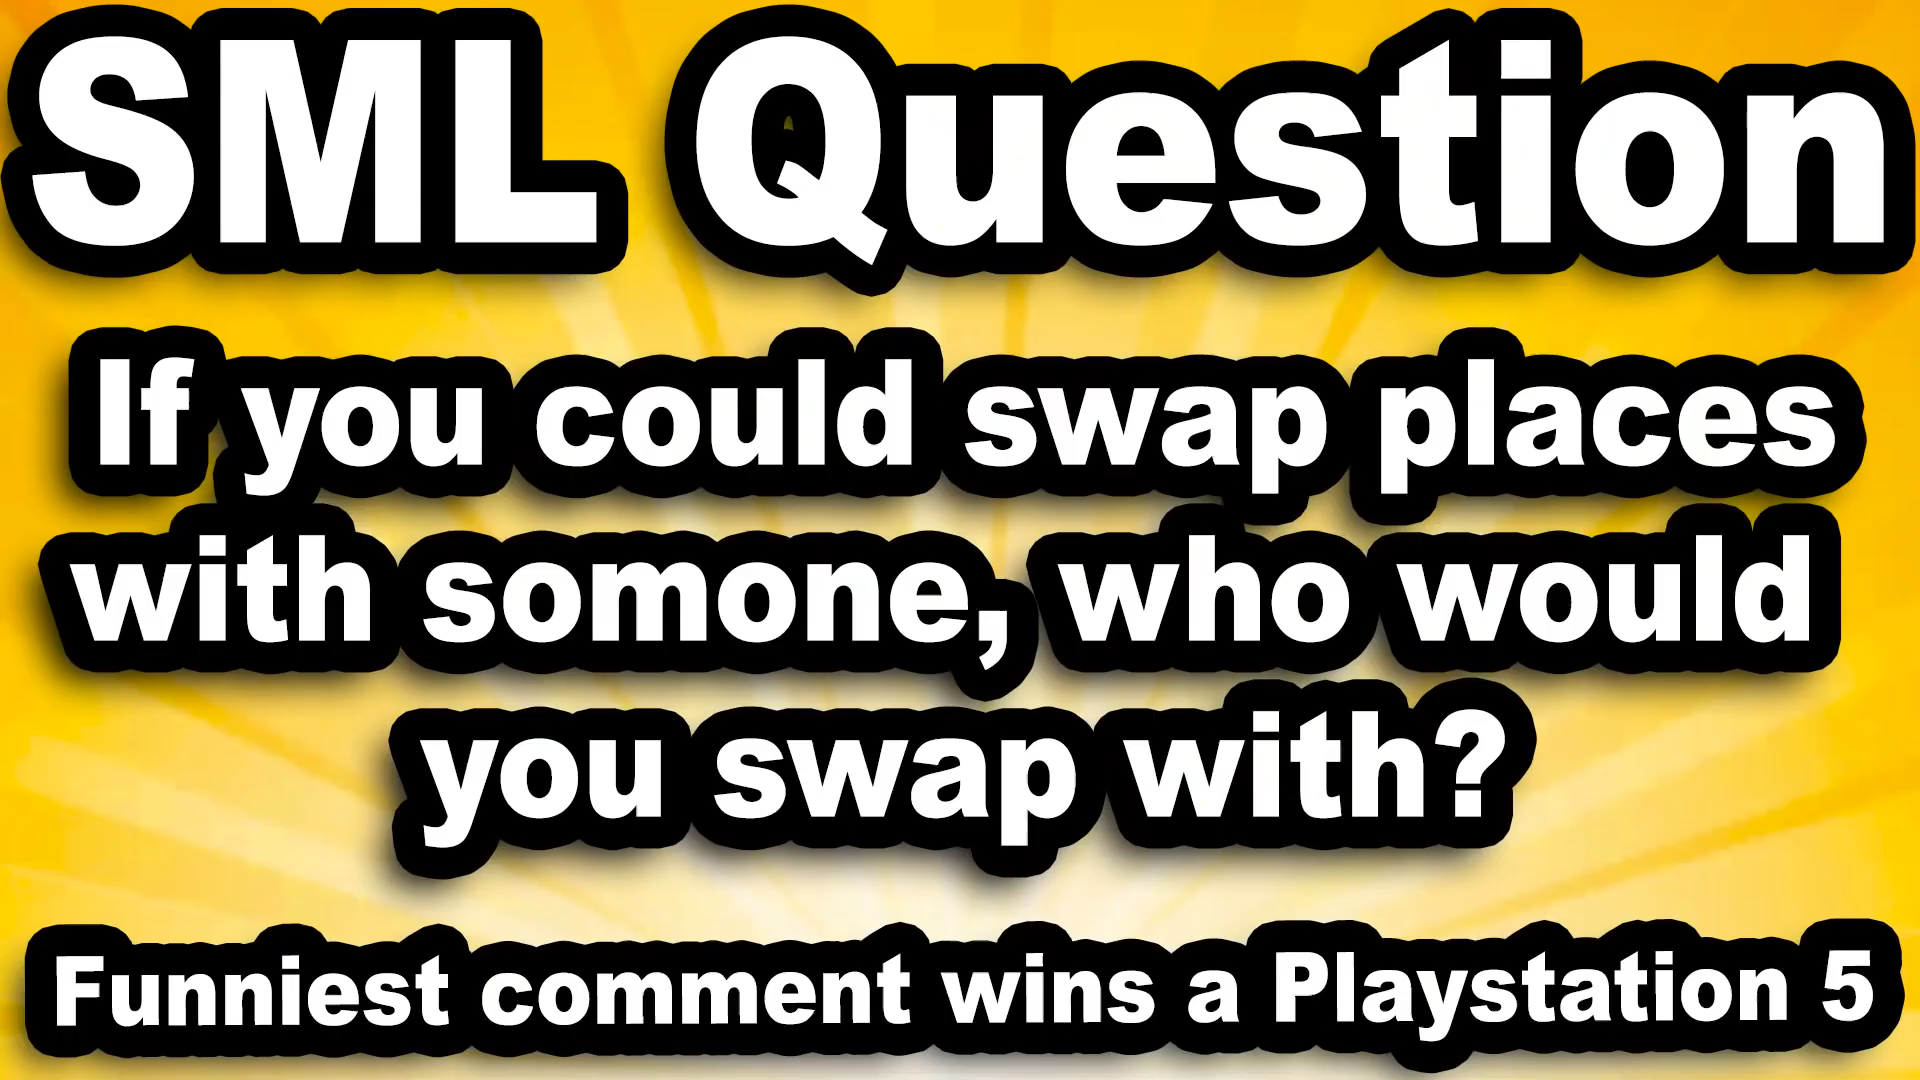 SML Question
If you could swap places
with somone, who would
you swap with?
Funniest comment wins a Playstation 5